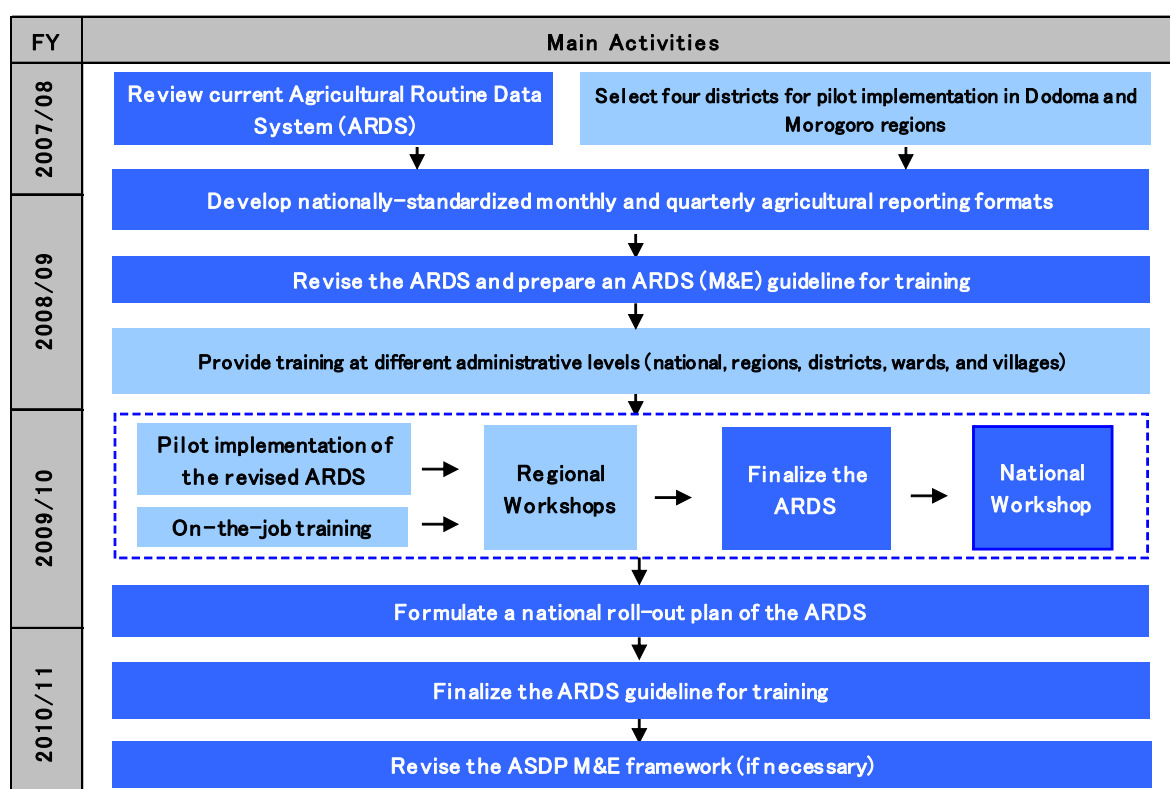 FY
Main Activities
2007/08
Review current Agricultural Routine Data
System (ARDS)
Select four districts for pilot implementation in Dodoma and
Morogoro regions
Develop nationally-standardized monthly and quarterly agricultural reporting formats
2008/09
Revise the ARDS and prepare an ARDS (M&E) guideline for training
Provide training at different administrative levels (national, regions, districts, wards, and villages)
2009/10
Pilot implementation of
the revised ARDS
On-the-job training
Regional
Workshops
Finalize the
ARDS
National
Workshop
Formulate a national roll-out plan of the ARDS
2010/11
Finalize the ARDS guideline for training
Revise the ASDP M&E framework (if necessary)